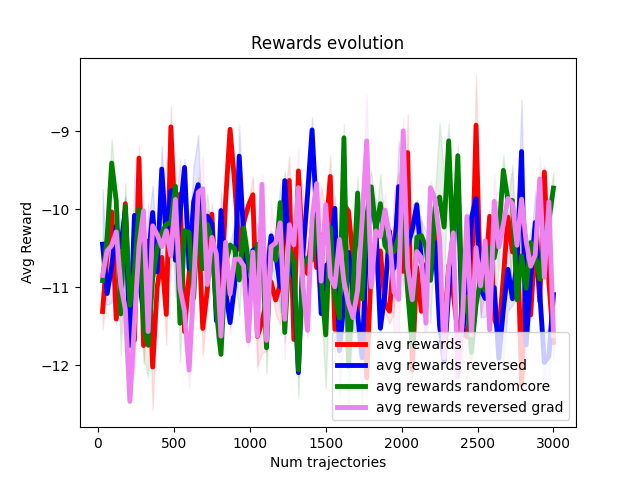 Rewards evolution
Avg Reward
−9
−10
−11
−12
avg rewards
avg rewards reversed
avg rewards randomcore
avg rewards reversed grad
0
500
1000
1500
2000
2500
3000
Num trajectories